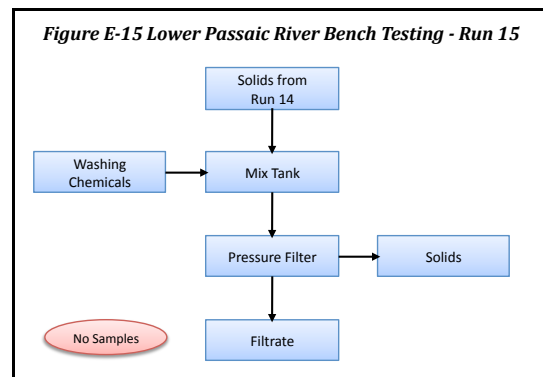 Figure E-15 Lower Passaic River Bench Testing - Run 15
Solids from
Run 14
Washing
Chemicals
Mix Tank
Pressure Filter
Solids
No Samples
Filtrate